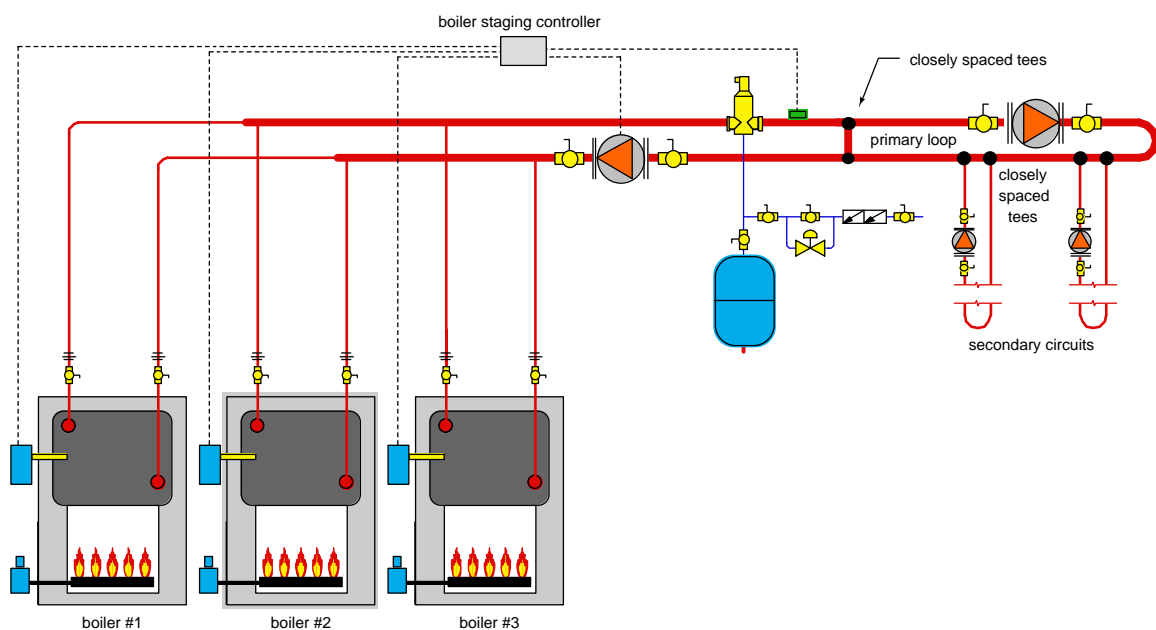 boiler staging controller
closely spaced tees
primary loop
closely
spaced
tees
secondary circuits
boiler #1
boiler #2
boiler #3